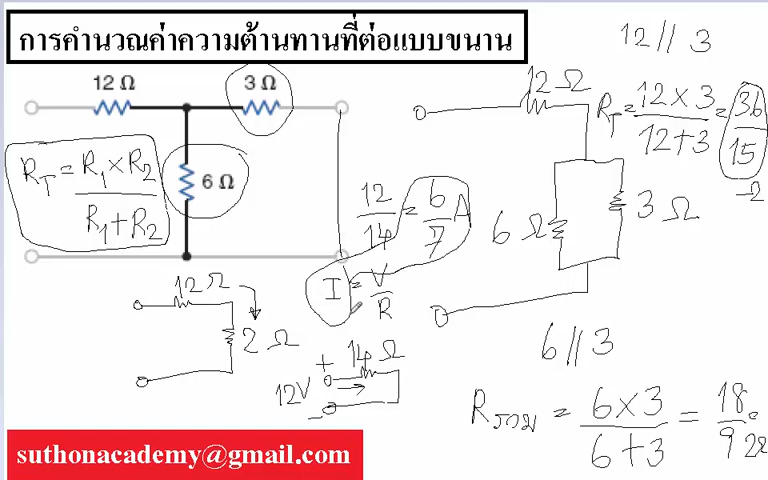 การคำนวณค่าความต้านทานที่ต่อแบบขนาน
12 // 3
12 Ω
3 Ω
6 Ω
R_T = R₁ × R₂ / R₁ + R₂
12 Ω
R_T = 12 × 3 / 12 + 3 = 36 / 15
6 Ω
3 Ω
12 / 14 = 6 / 7 A
I = V / R
12 Ω
2 Ω
+ 14 Ω
12V
−
6 // 3
R รวม = 6 × 3 / 6 + 3 = 18 / 9
suthonacademy@gmail.com